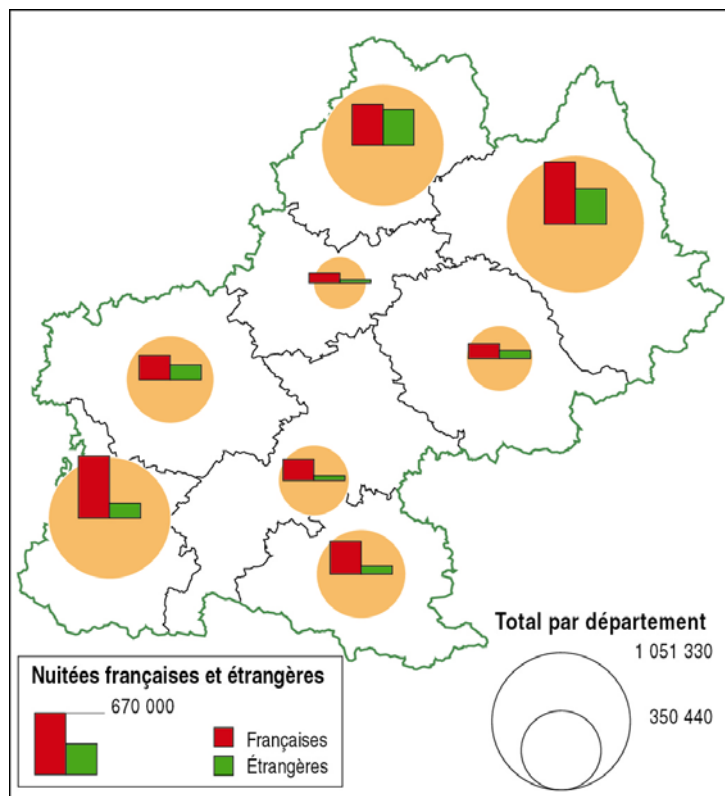 Total par département
1 051 330
350 440
Nuitées françaises et étrangères
670 000
Françaises
Étrangères